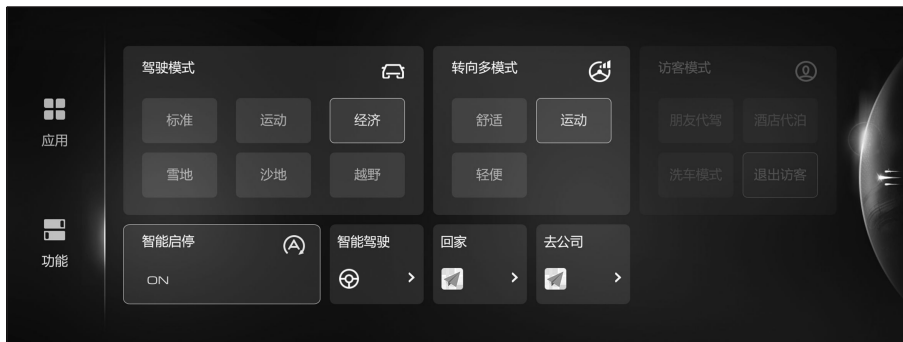 驾驶模式
转向多模式
访客模式
标准
运动
经济
舒适
运动
朋友代驾
酒店代泊
应用
雪地
沙地
越野
轻便
洗车模式
退出访客
智能启停
智能驾驶
回家
去公司
功能
ON